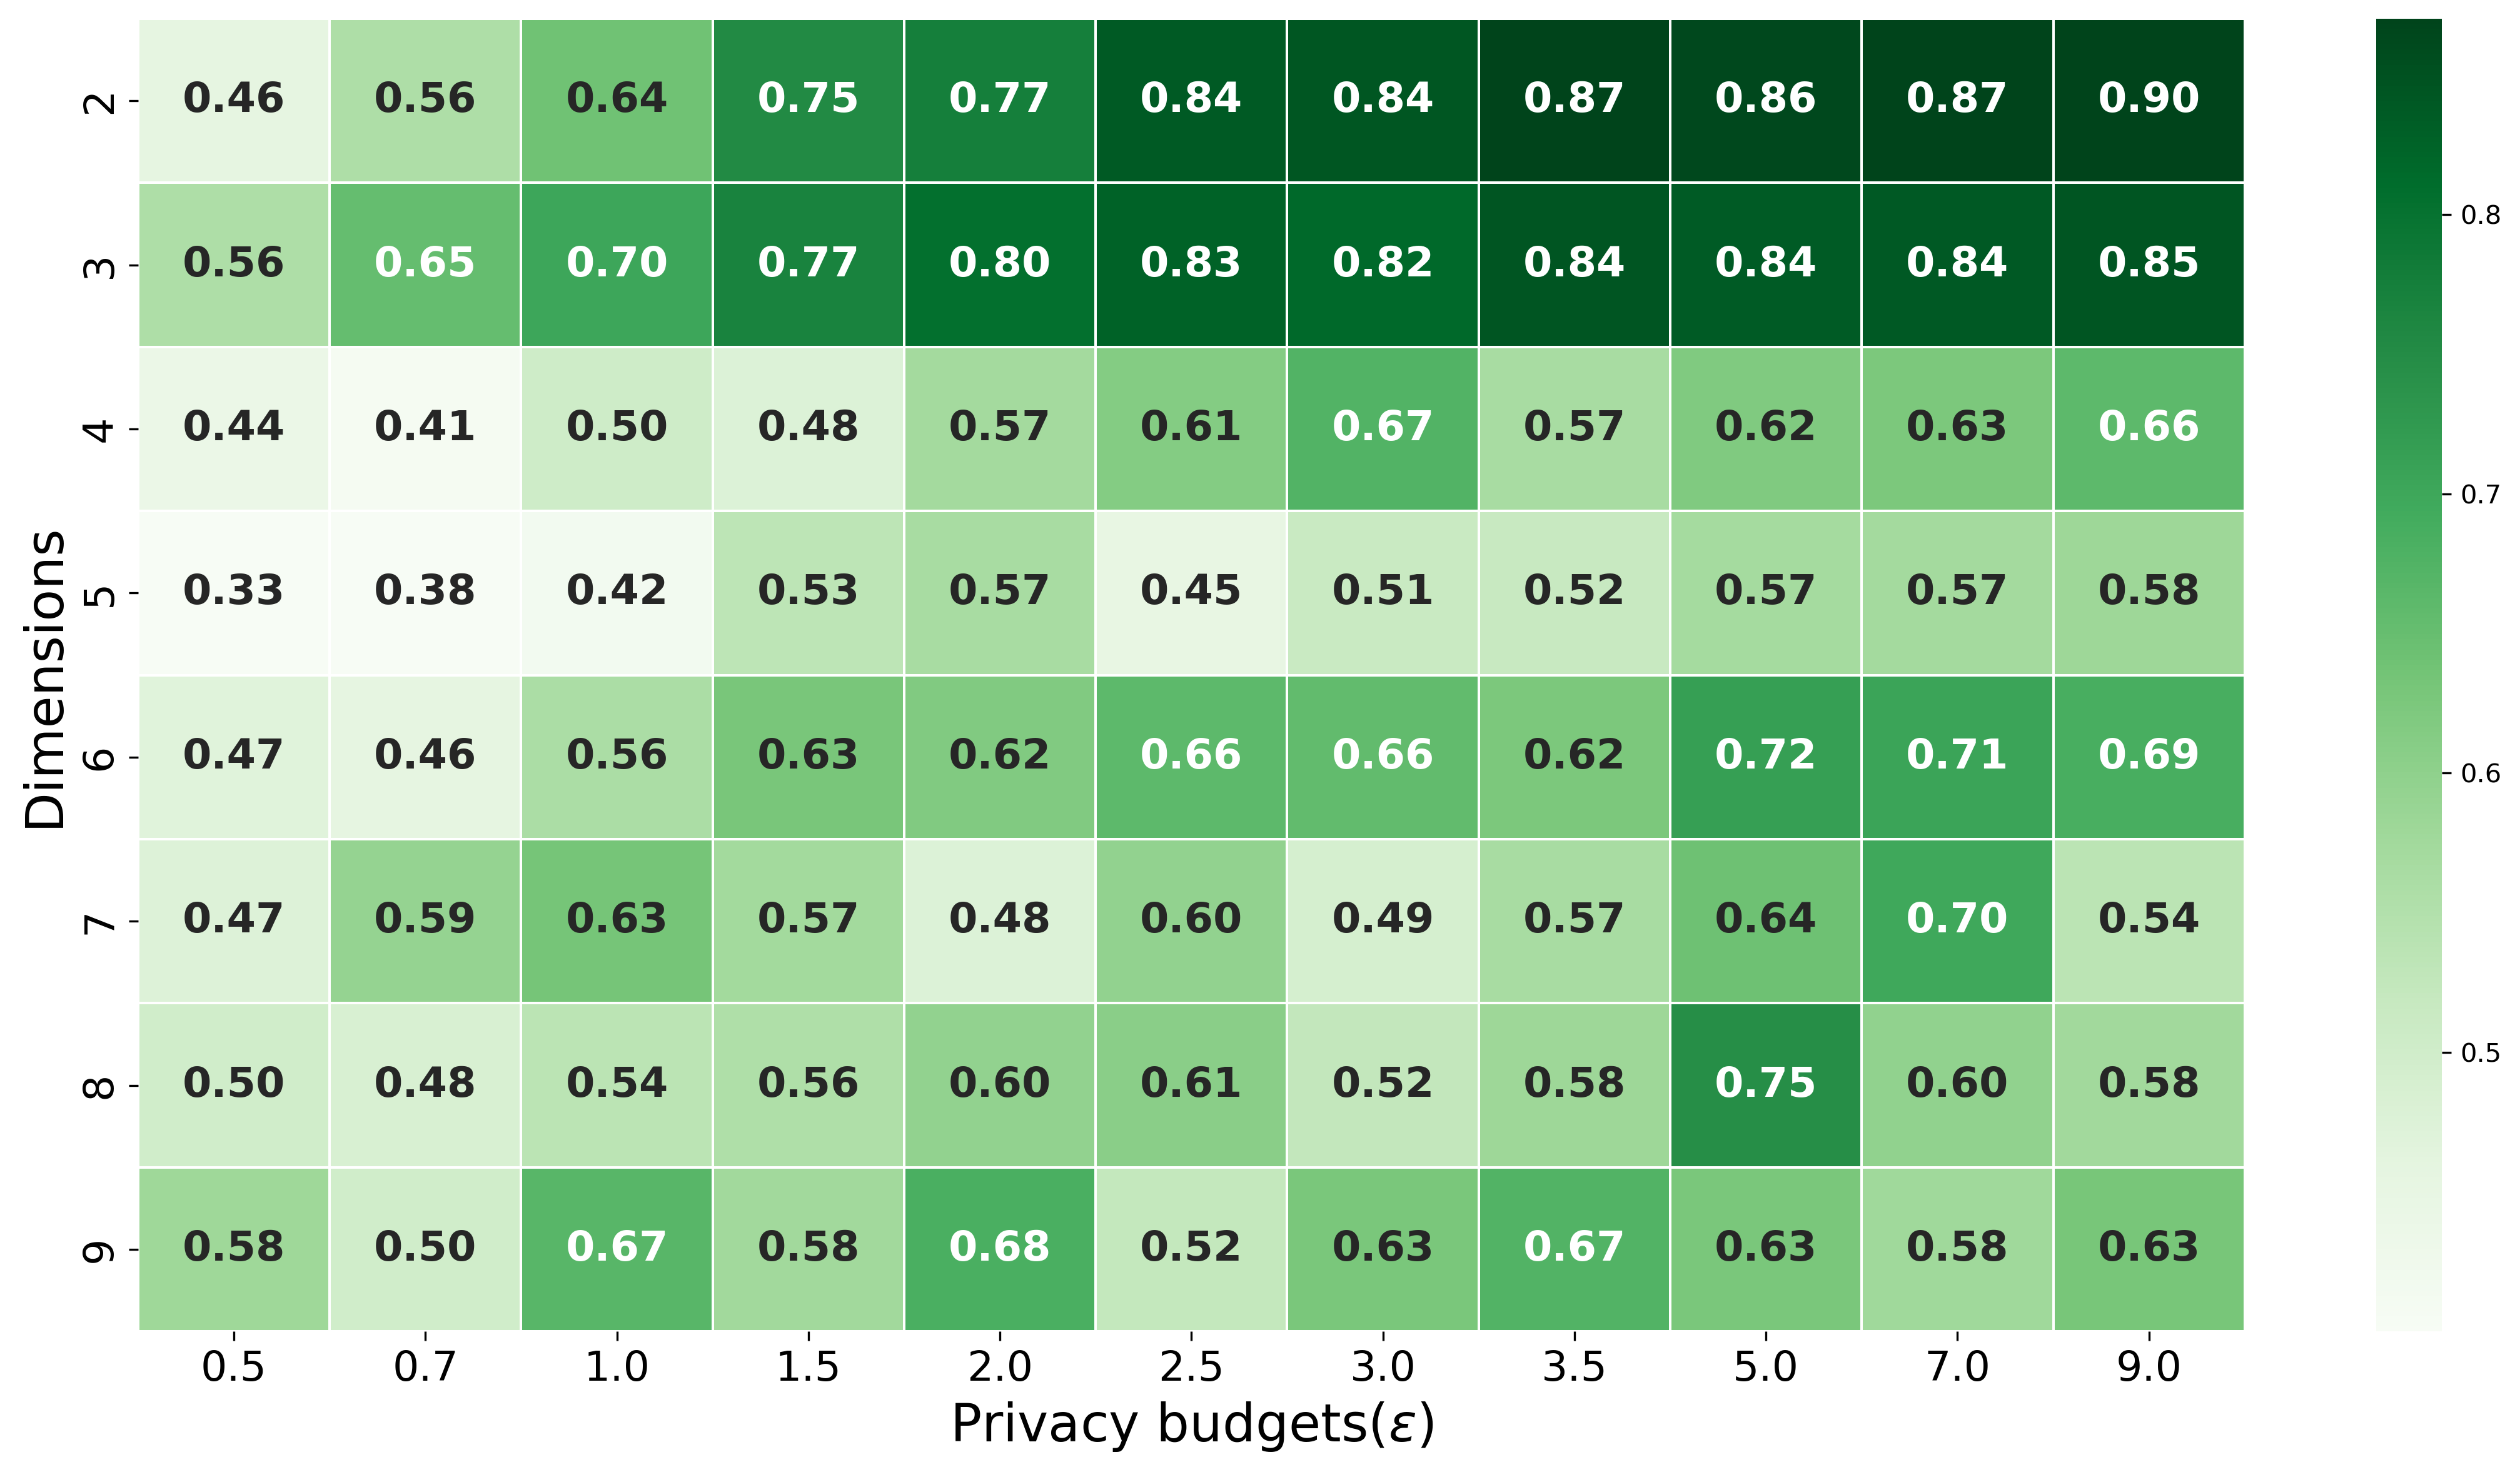 2 0.46 0.56 0.64 0.75 0.77 0.84 0.84 0.87 0.86 0.87 0.90
3 0.56 0.65 0.70 0.77 0.80 0.83 0.82 0.84 0.84 0.84 0.85
4 0.44 0.41 0.50 0.48 0.57 0.61 0.67 0.57 0.62 0.63 0.66
5 0.33 0.38 0.42 0.53 0.57 0.45 0.51 0.52 0.57 0.57 0.58
6 0.47 0.46 0.56 0.63 0.62 0.66 0.66 0.62 0.72 0.71 0.69
7 0.47 0.59 0.63 0.57 0.48 0.60 0.49 0.57 0.64 0.70 0.54
8 0.50 0.48 0.54 0.56 0.60 0.61 0.52 0.58 0.75 0.60 0.58
9 0.58 0.50 0.67 0.58 0.68 0.52 0.63 0.67 0.63 0.58 0.63
0.5 0.7 1.0 1.5 2.0 2.5 3.0 3.5 5.0 7.0 9.0
Privacy budgets(ε)
Dimensions
0.8
0.7
0.6
0.5